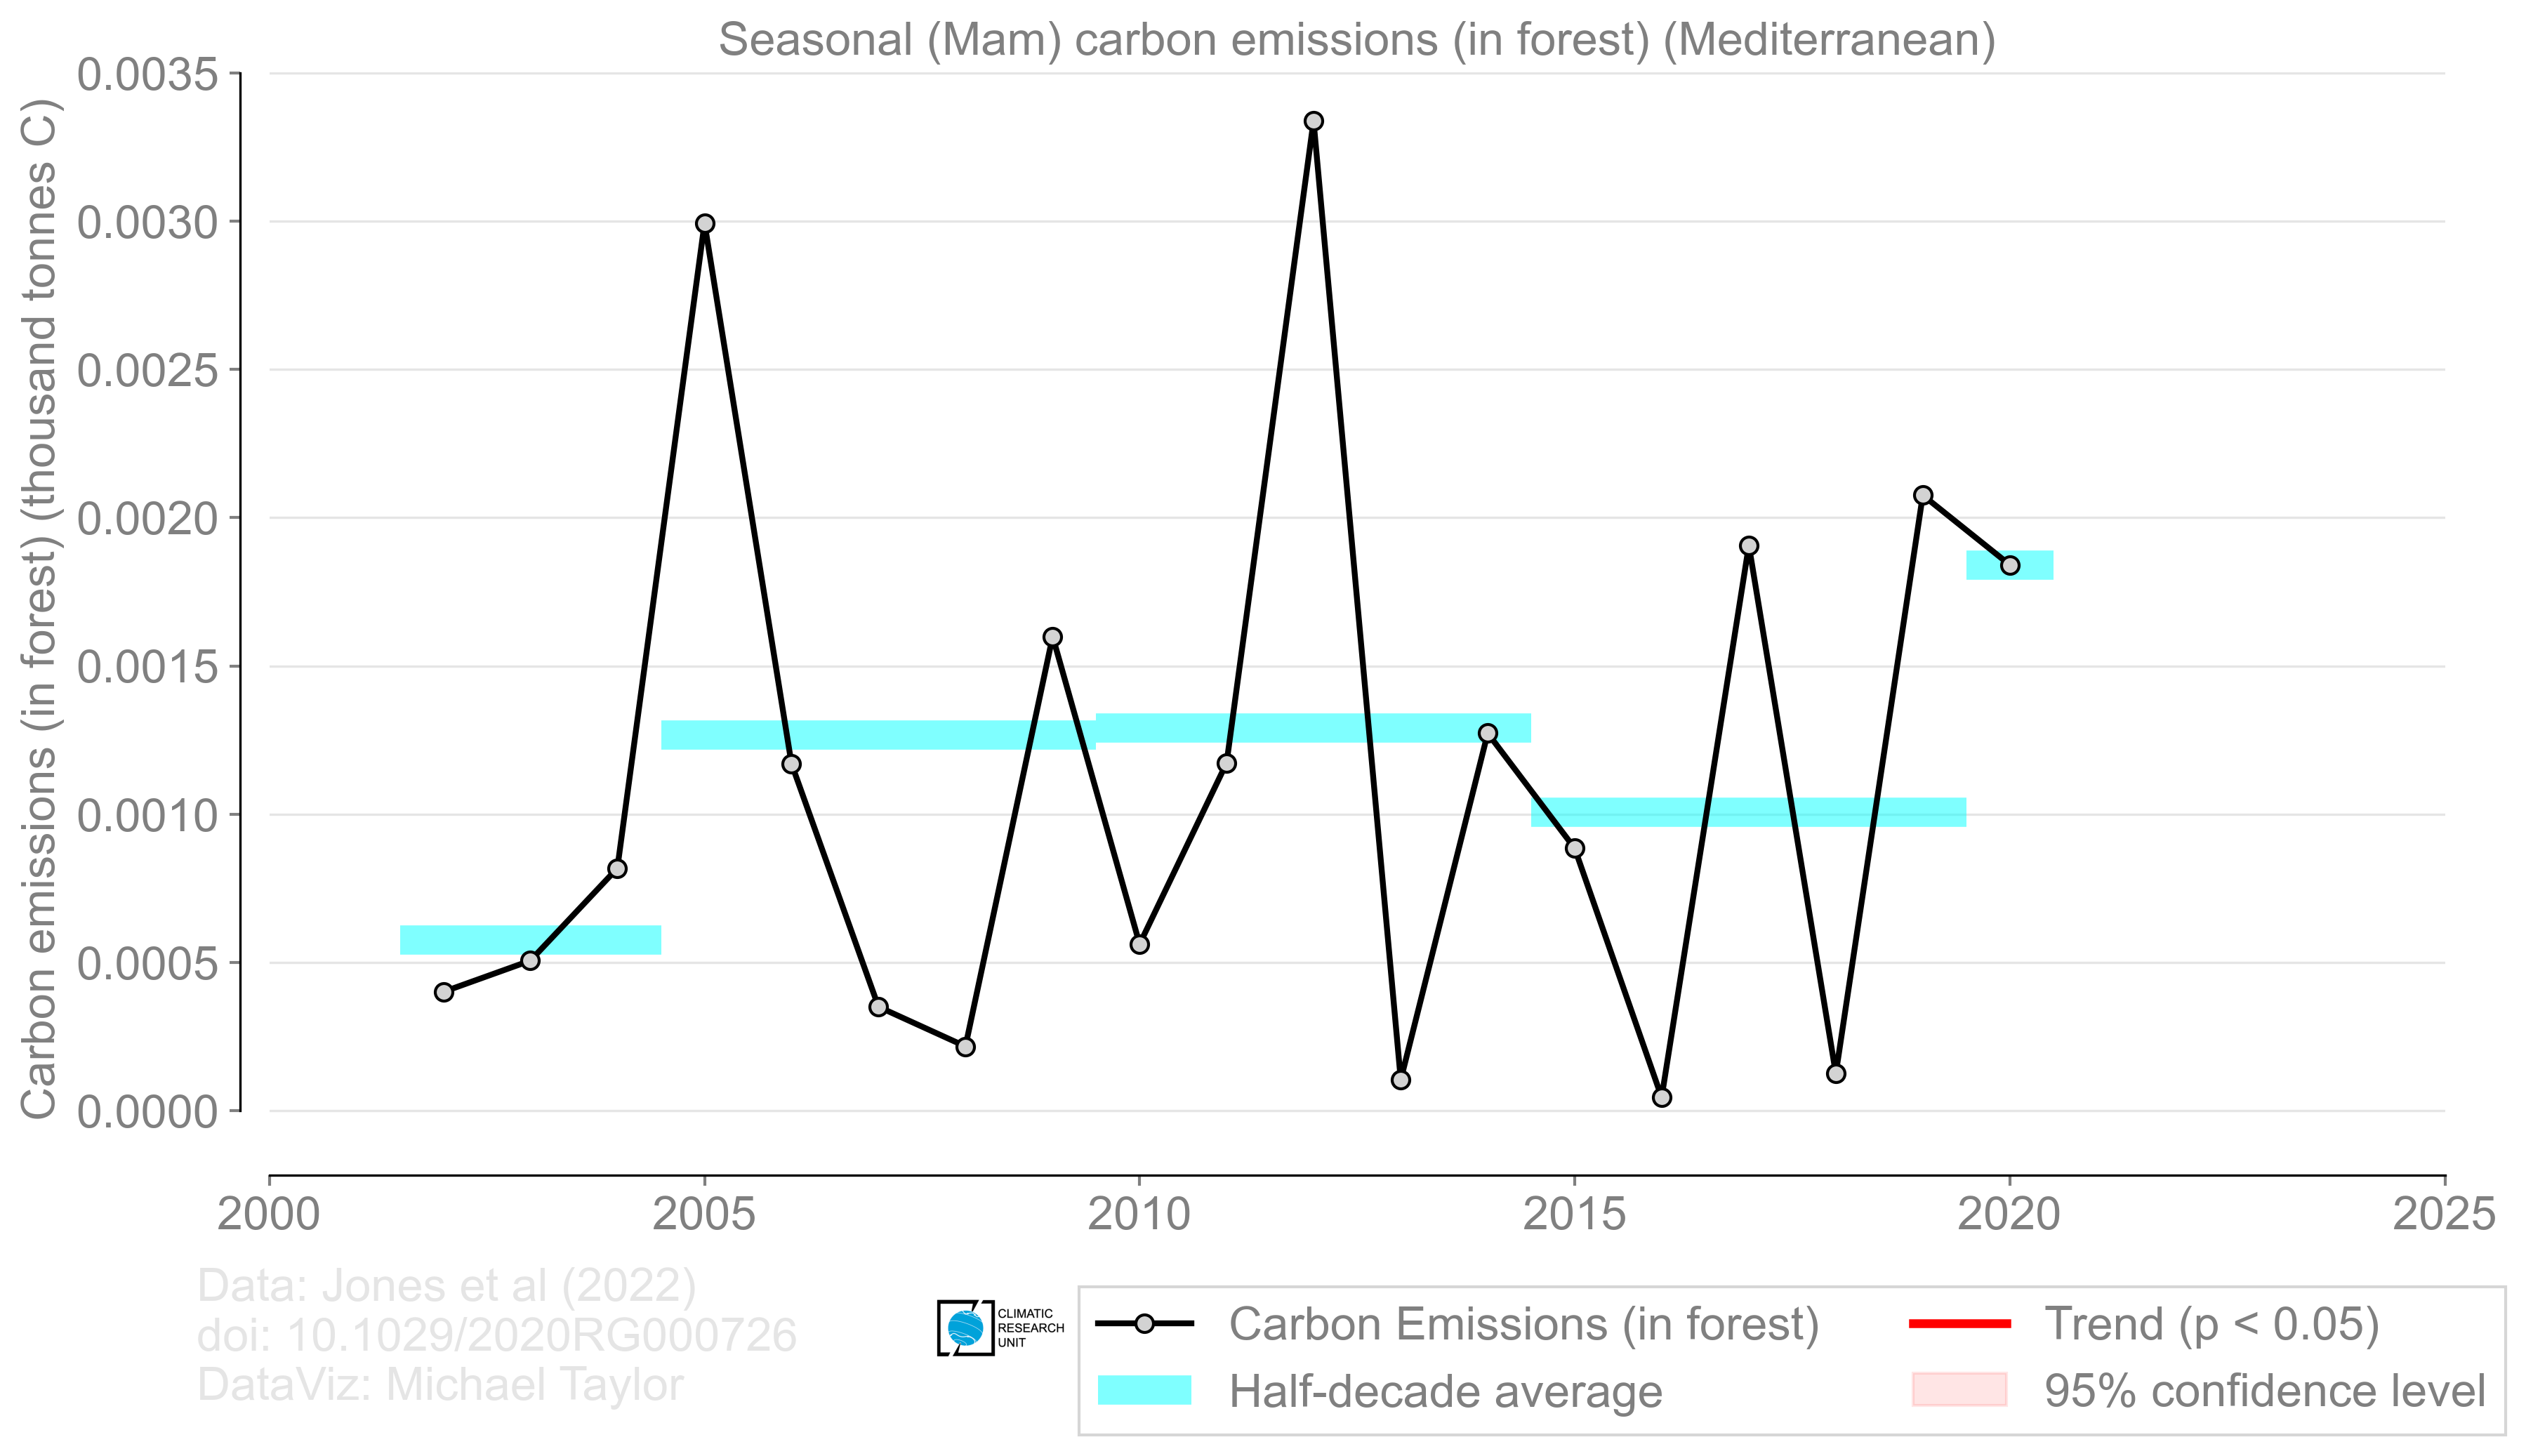 Seasonal (Mam) carbon emissions (in forest) (Mediterranean)
Carbon emissions (in forest) (thousand tonnes C)
0.0035
0.0030
0.0025
0.0020
0.0015
0.0010
0.0005
0.0000
2000 2005 2010 2015 2020 2025
Data: Jones et al (2022)
doi: 10.1029/2020RG000726
DataViz: Michael Taylor
CLIMATIC
RESEARCH
UNIT
Carbon Emissions (in forest)
Half-decade average
Trend (p < 0.05)
95% confidence level